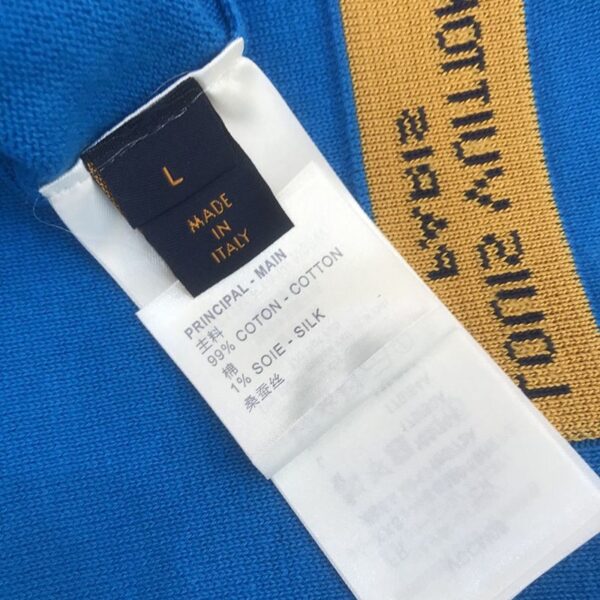 L
MADE
IN
ITALY
PRINCIPAL - MAIN
主料
99% COTON - COTTON
棉
1% SOIE - SILK
桑蚕丝
LOUIS VUITTON
PARIS